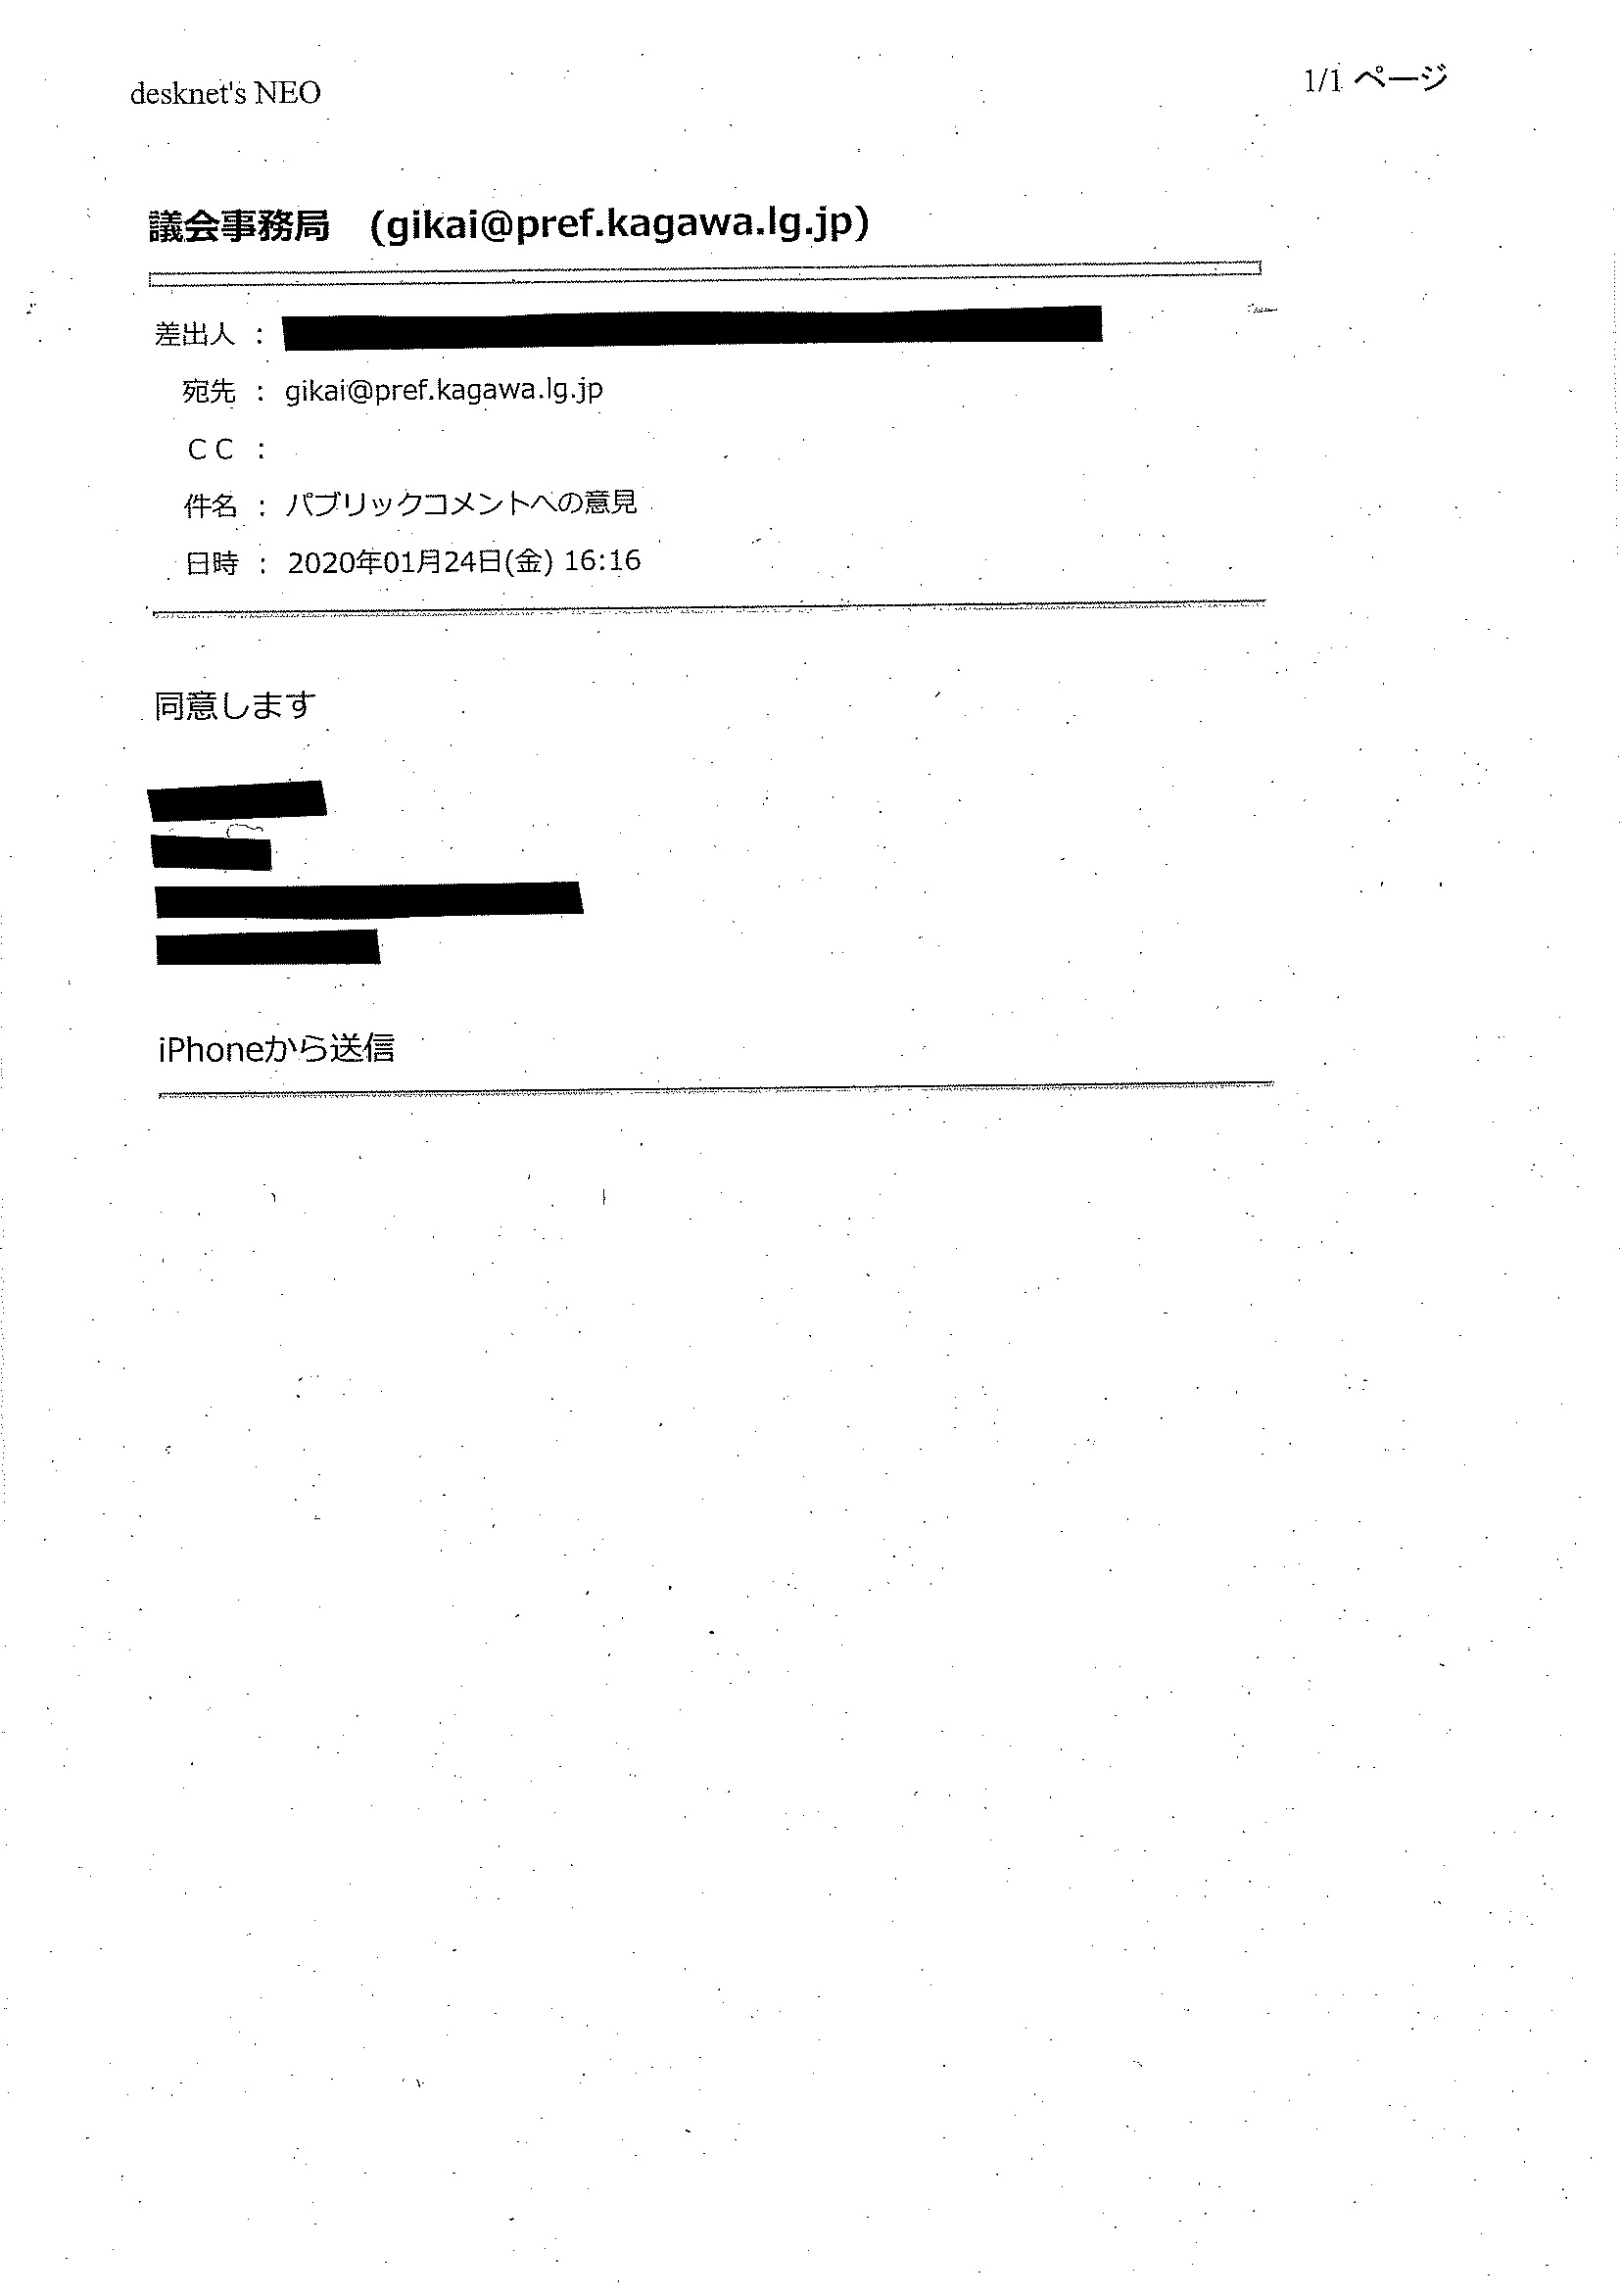 desknet's NEO
1/1 ページ
議会事務局 (gikai@pref.kagawa.lg.jp)
差出人 :
宛先 : gikai@pref.kagawa.lg.jp
ＣＣ :
件名 : パブリックコメントへの意見
日時 : 2020年01月24日(金) 16:16
同意します
iPhoneから送信